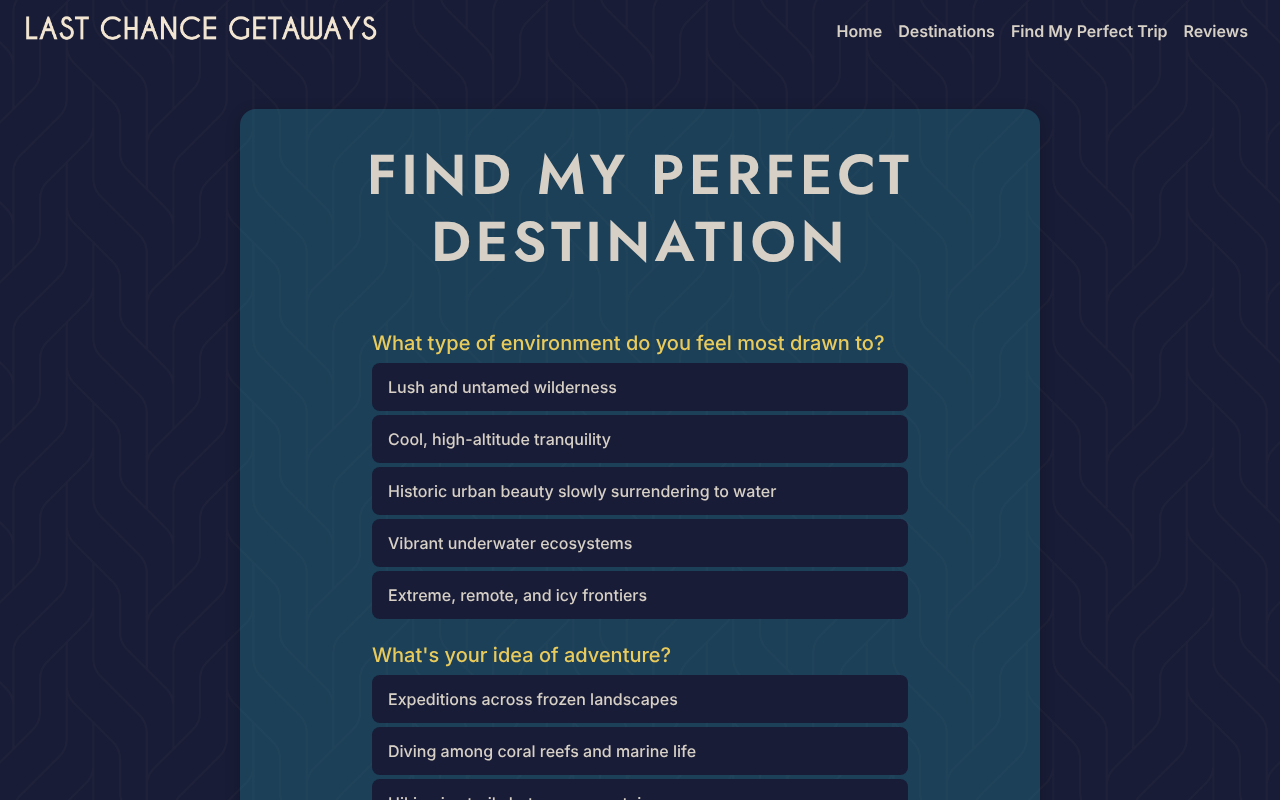 LAST CHANCE GETAWAYS
Home Destinations Find My Perfect Trip Reviews
FIND MY PERFECT
DESTINATION
What type of environment do you feel most drawn to?
Lush and untamed wilderness
Cool, high-altitude tranquility
Historic urban beauty slowly surrendering to water
Vibrant underwater ecosystems
Extreme, remote, and icy frontiers
What's your idea of adventure?
Expeditions across frozen landscapes
Diving among coral reefs and marine life